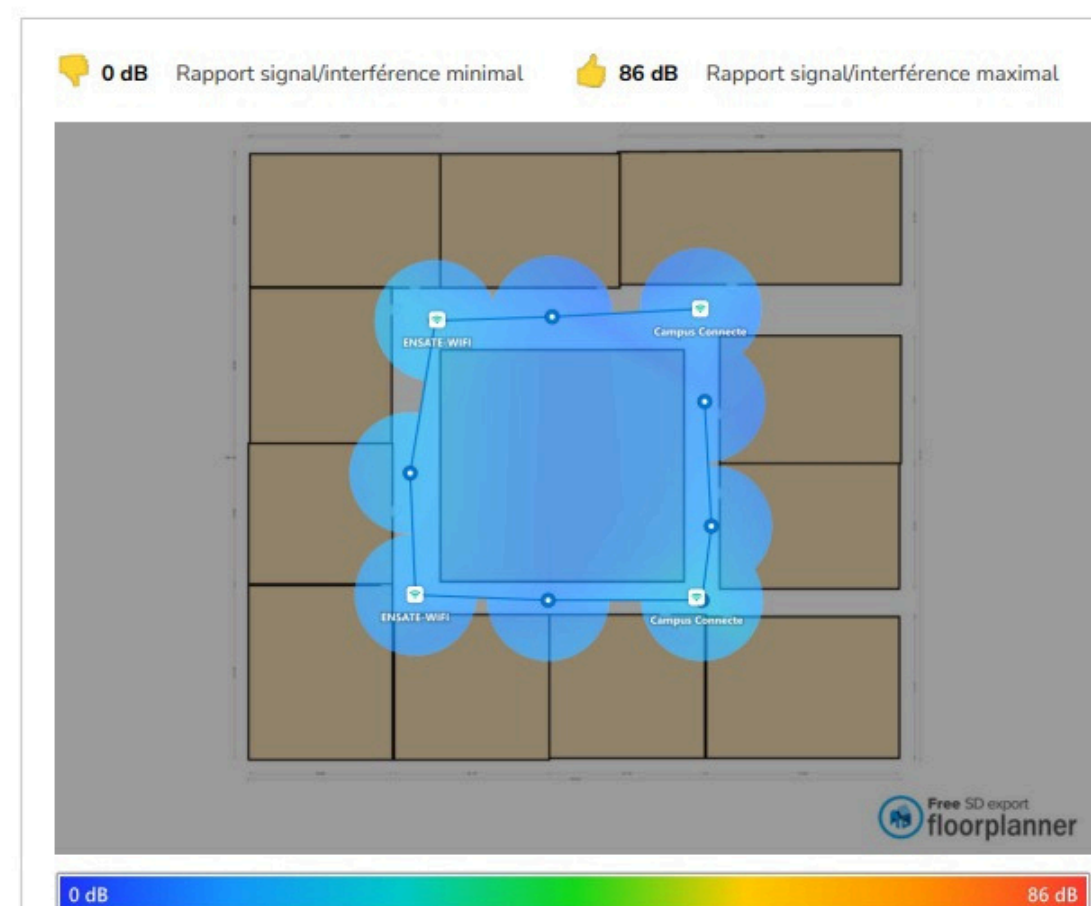 0 dB Rapport signal/interférence minimal 86 dB Rapport signal/interférence maximal
ENSATE-WIFI
Campus Connecte
ENSATE-WIFI
Campus Connecte
Free SD export
floorplanner
0 dB 86 dB